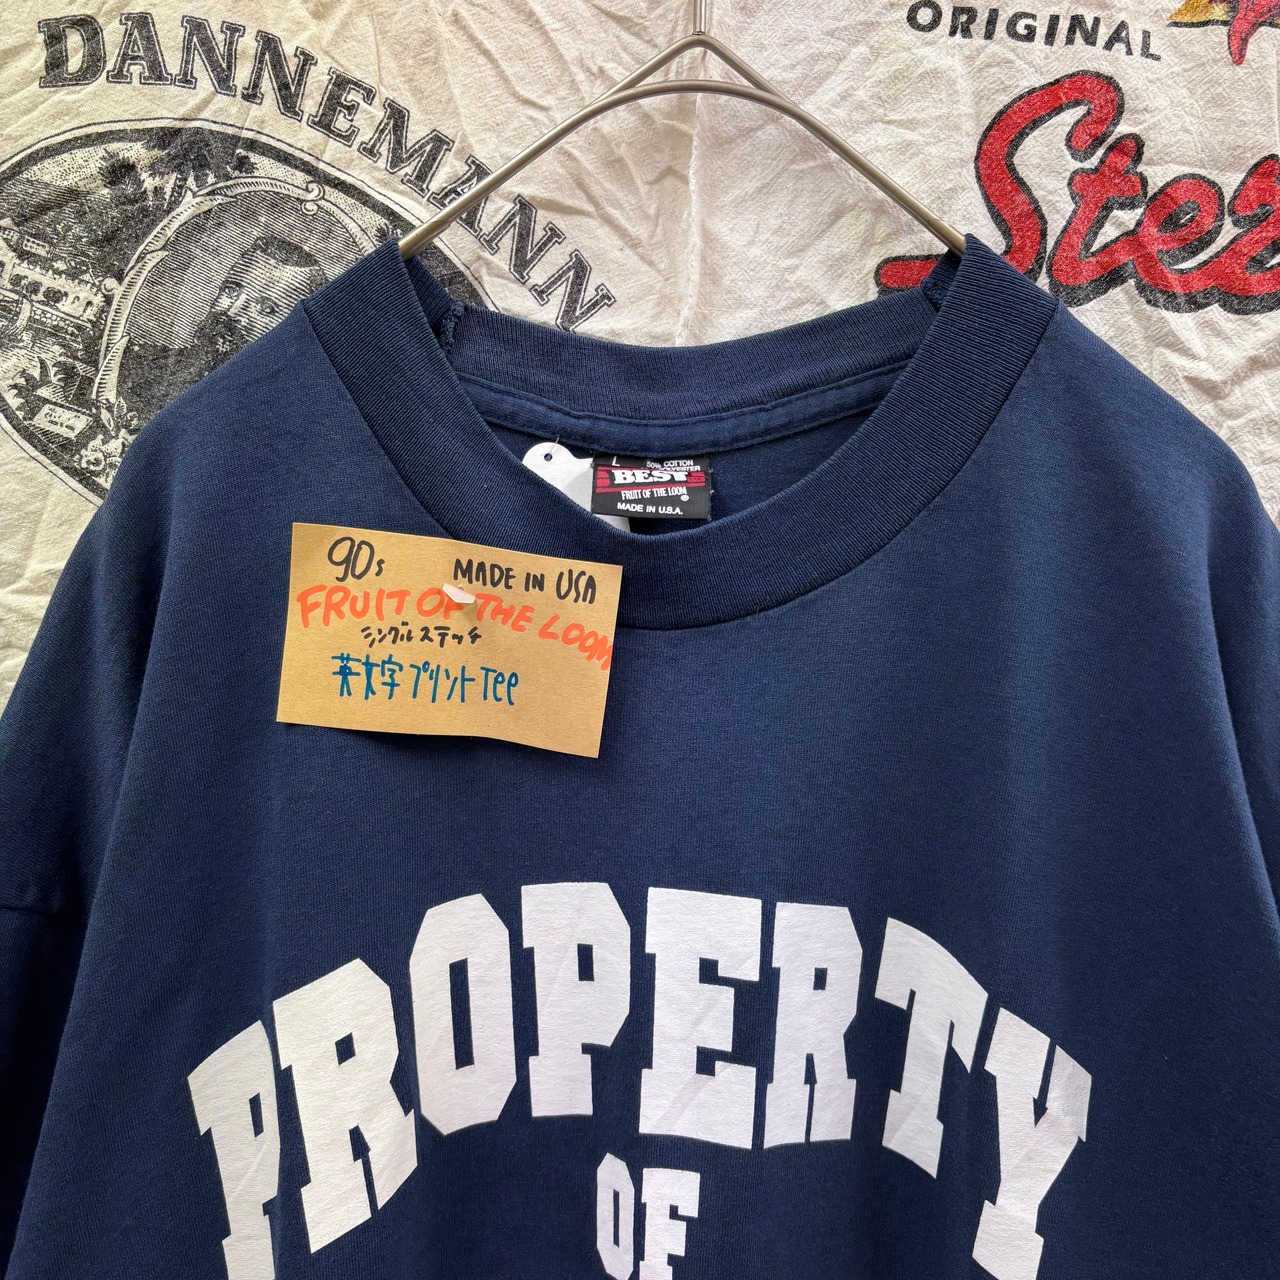 DANNEMANN
ORIGINAL
L 50% COTTON
BEST
FRUIT OF THE LOOM®
MADE IN U.S.A.
90s MADE IN USA
FRUIT OF THE LOOM
シングルステッチ
英文字プリントTee
PROPERTY
OF